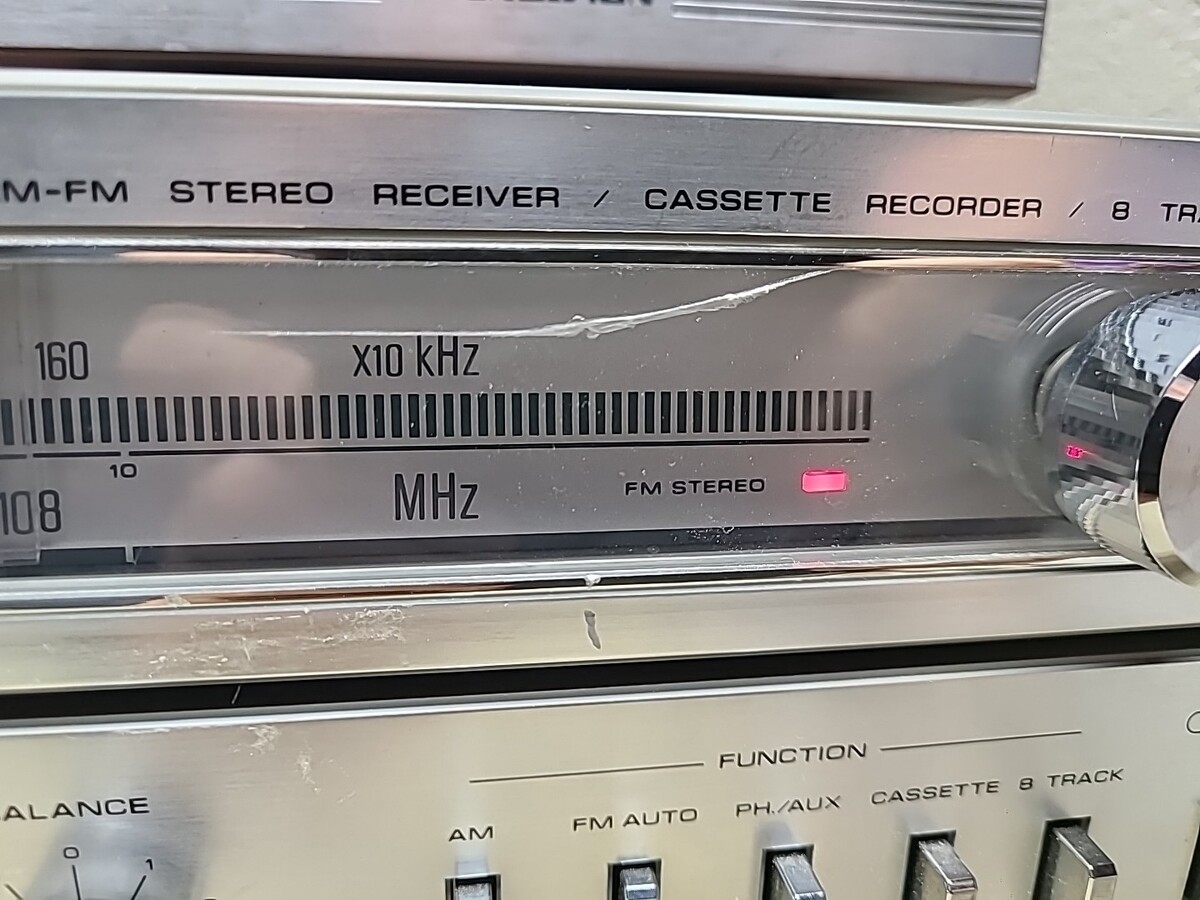 M-FM STEREO RECEIVER / CASSETTE RECORDER / 8 TRA
160 X10 kHz
10
108 MHz FM STEREO
FUNCTION
ALANCE AM FM AUTO PH./AUX CASSETTE 8 TRACK
0 1